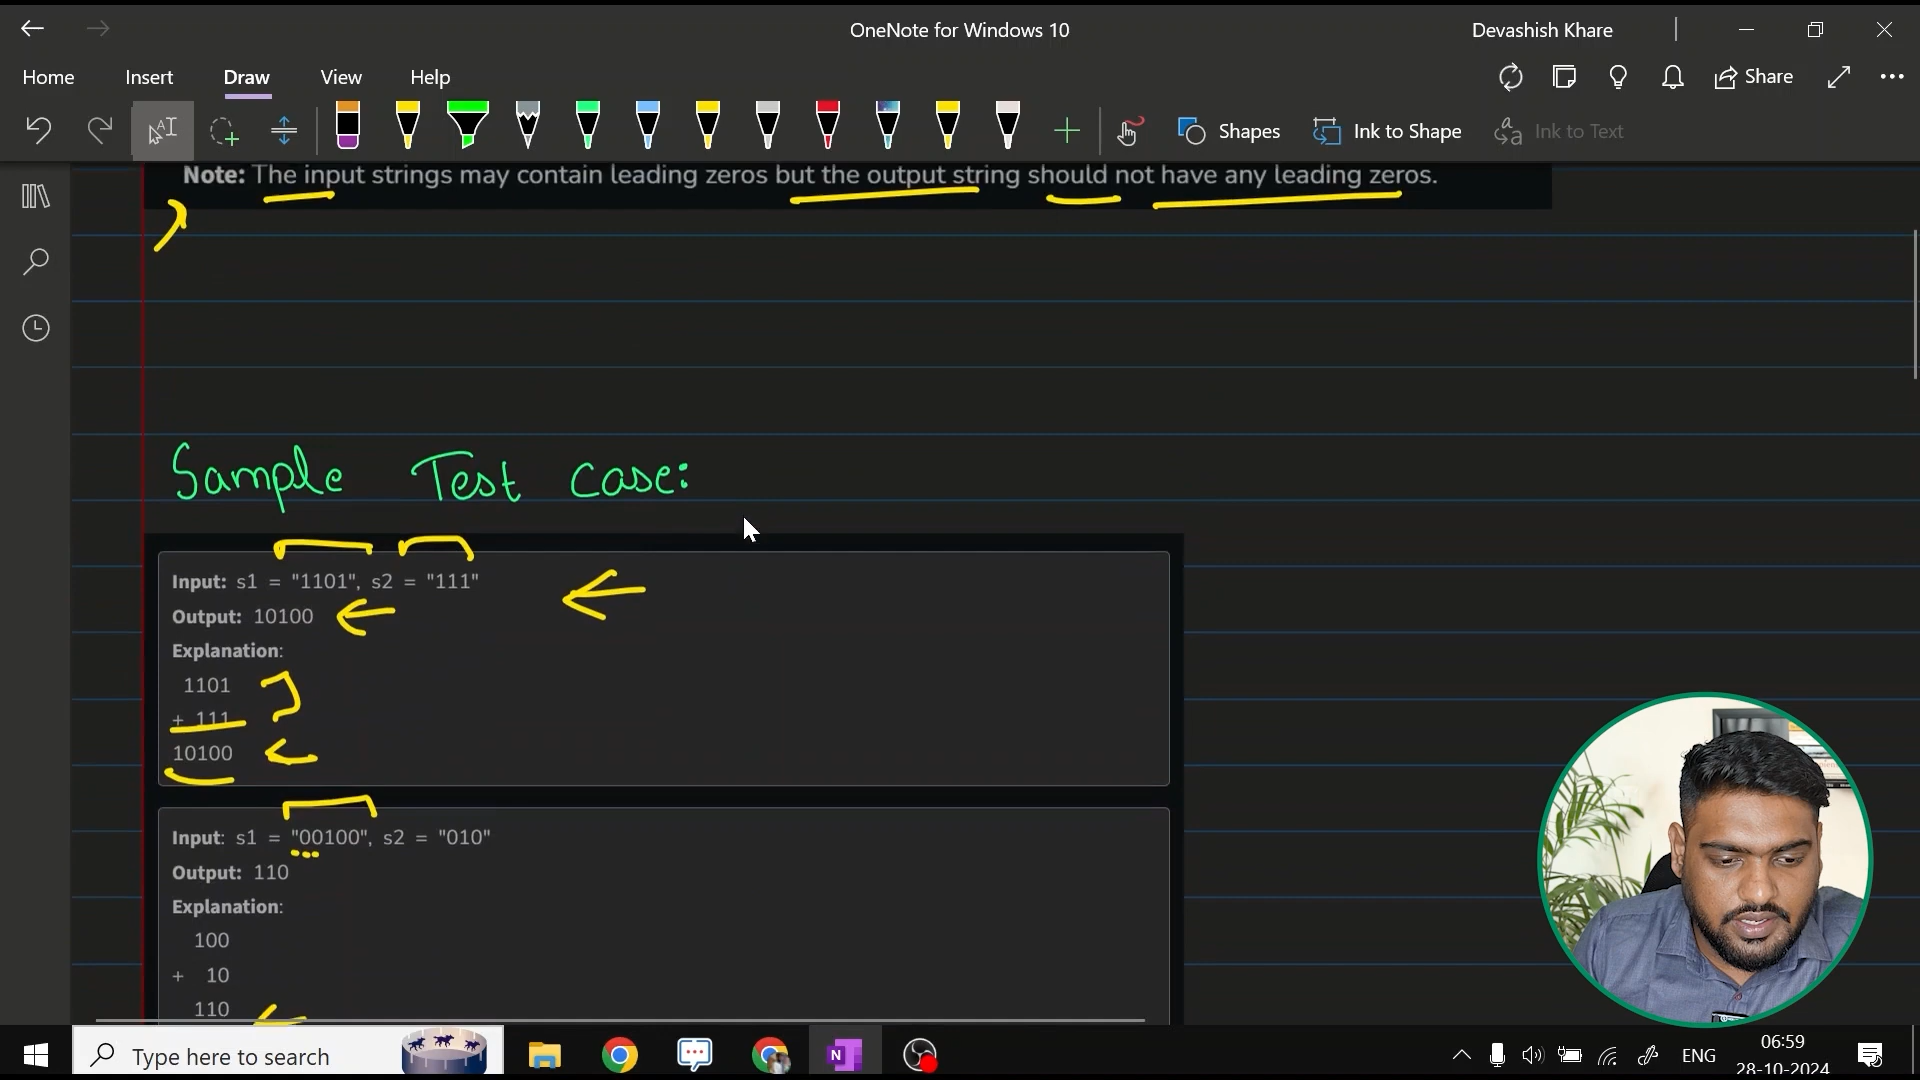 OneNote for Windows 10
Devashish Khare
Home Insert Draw View Help
Share
Shapes Ink to Shape Ink to Text
Note: The input strings may contain leading zeros but the output string should not have any leading zeros.
Sample Test case:
Input: s1 = "1101", s2 = "111"
Output: 10100
Explanation:
1101
+ 111
10100
Input: s1 = "00100", s2 = "010"
Output: 110
Explanation:
100
+ 10
110
Type here to search
ENG
06:59
28-10-2024